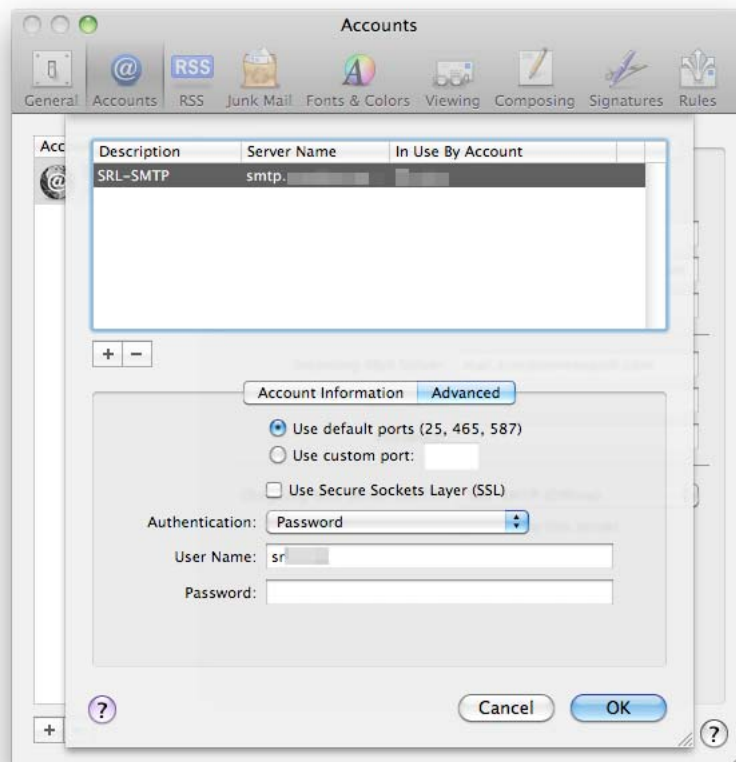 Accounts
General Accounts RSS Junk Mail Fonts & Colors Viewing Composing Signatures Rules
RSS
Acc
Description Server Name In Use By Account
SRL-SMTP smtp.
+ −
Account Information Advanced
Use default ports (25, 465, 587)
Use custom port:
Use Secure Sockets Layer (SSL)
Authentication: Password
User Name: sr
Password:
? Cancel OK
+ ?